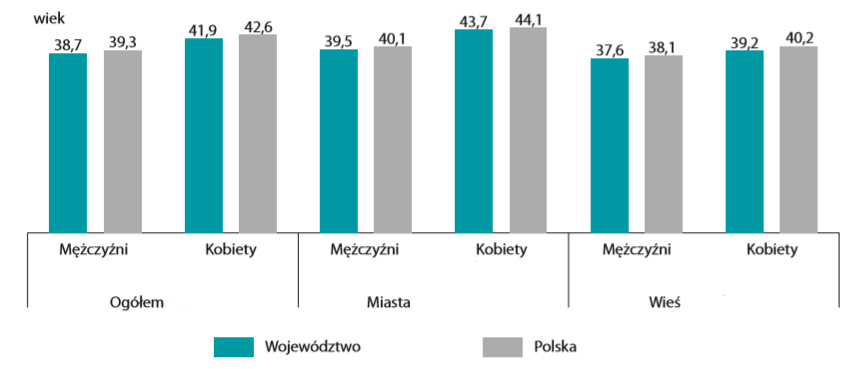 wiek
38,7 39,3 41,9 42,6 39,5 40,1 43,7 44,1 37,6 38,1 39,2 40,2
Mężczyźni Kobiety Mężczyźni Kobiety Mężczyźni Kobiety
Ogółem Miasta Wieś
Województwo Polska